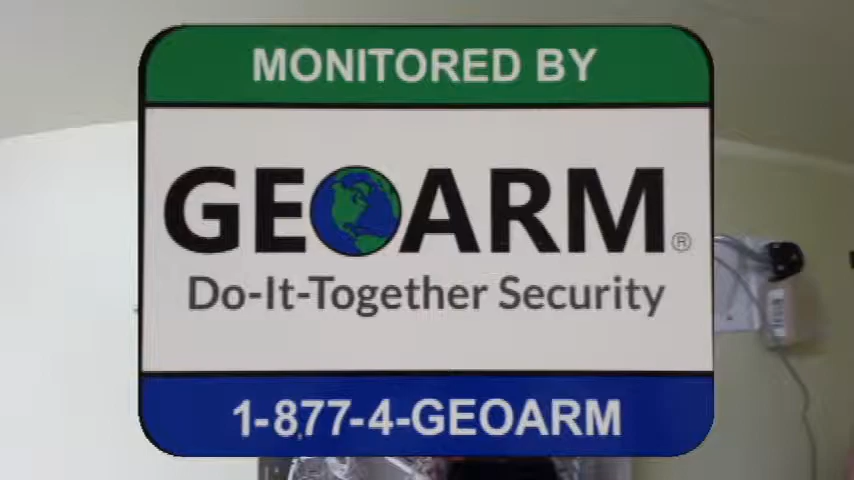 MONITORED BY
GEOARM®
Do-It-Together Security
1-877-4-GEOARM